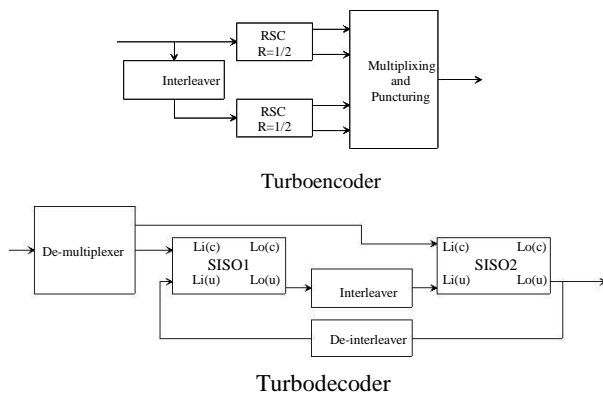 RSC
R=1/2
Interleaver
Multiplixing
and
Puncturing
RSC
R=1/2
Turboencoder
De-multiplexer
Li(c) Lo(c)
SISO1
Li(u) Lo(u)
Interleaver
Li(c) Lo(c)
SISO2
Li(u) Lo(u)
De-interleaver
Turbodecoder